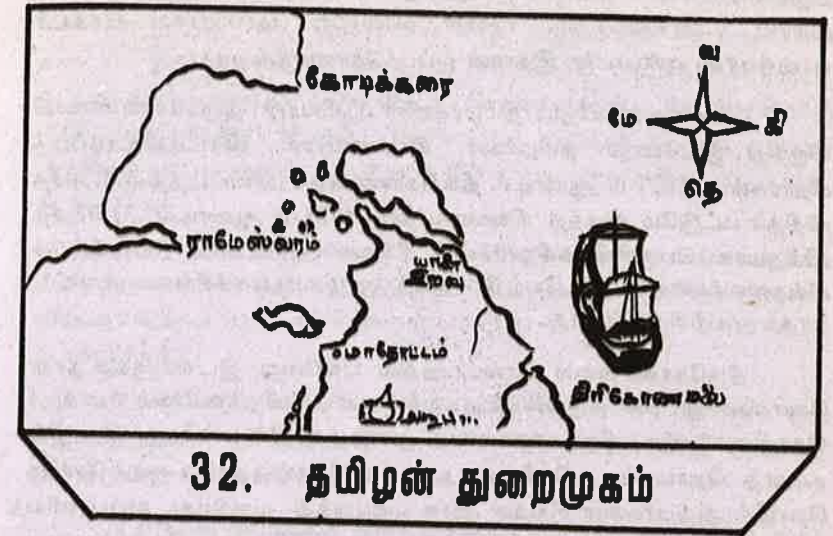 கோடிக்கரை
வ
மே
கி
தெ
ராமேஸ்வரம்
யாழ்
இறவு
மாதோட்டம்
திரிகோணமலை
32. தமிழன் துறைமுகம்